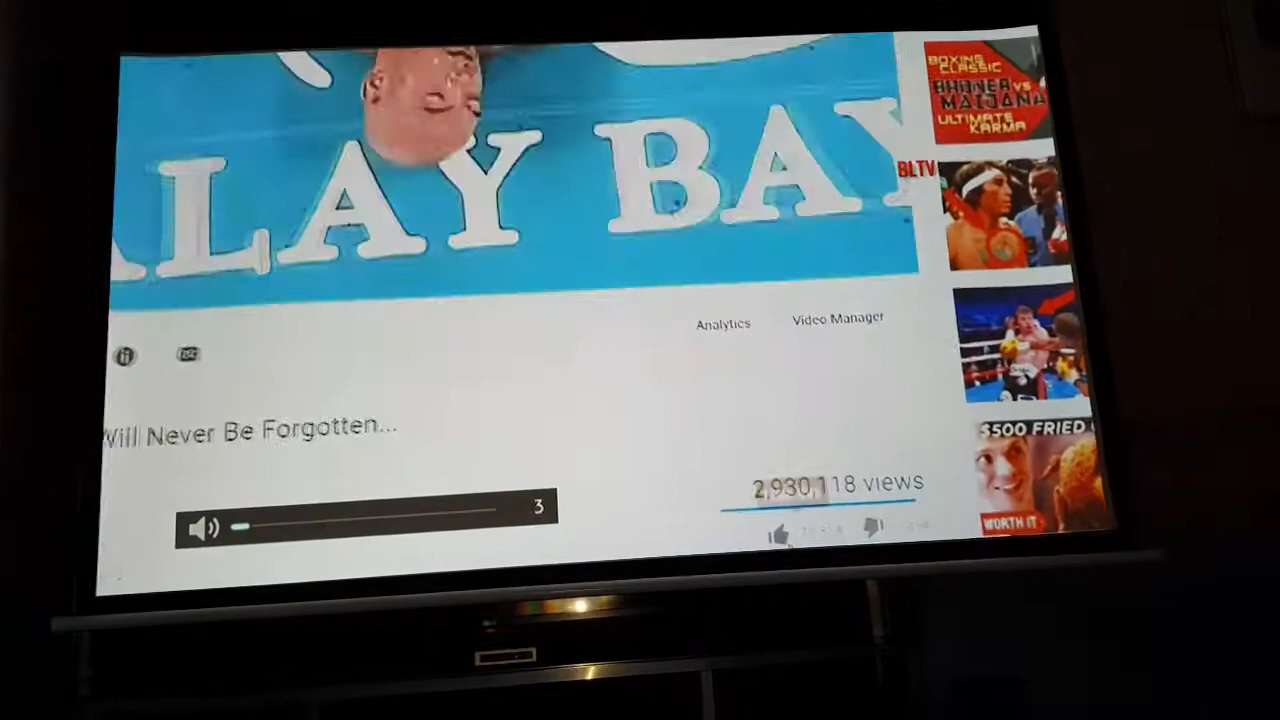 ALAY BAY
BOXING
CLASSIC
BRONER VS
MAIDANA
ULTIMATE
KARMA
BLTV
Analytics
Video Manager
Will Never Be Forgotten...
$500 FRIED
2,930,118 views
3
WORTH IT